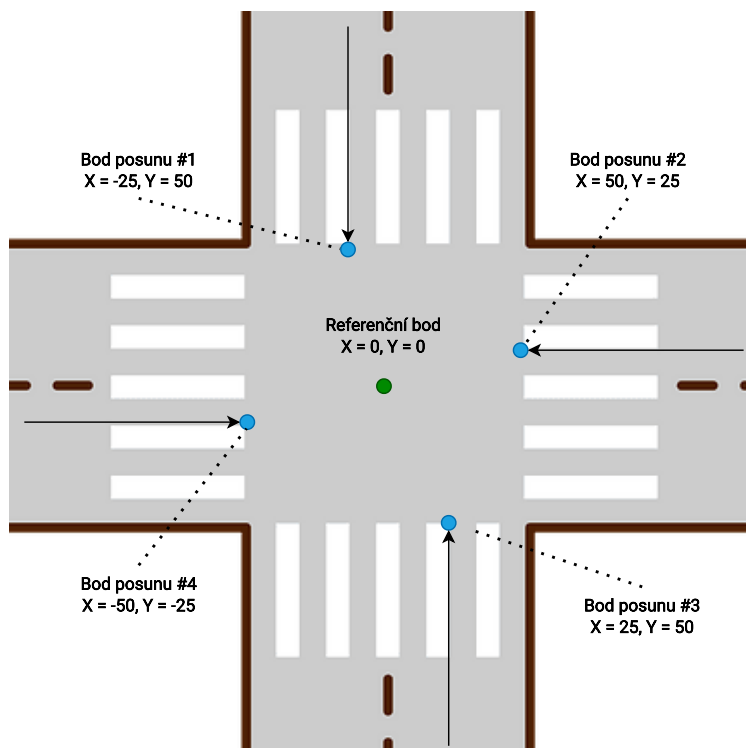 Bod posunu #1
X = -25, Y = 50
Bod posunu #2
X = 50, Y = 25
Referenční bod
X = 0, Y = 0
Bod posunu #4
X = -50, Y = -25
Bod posunu #3
X = 25, Y = 50